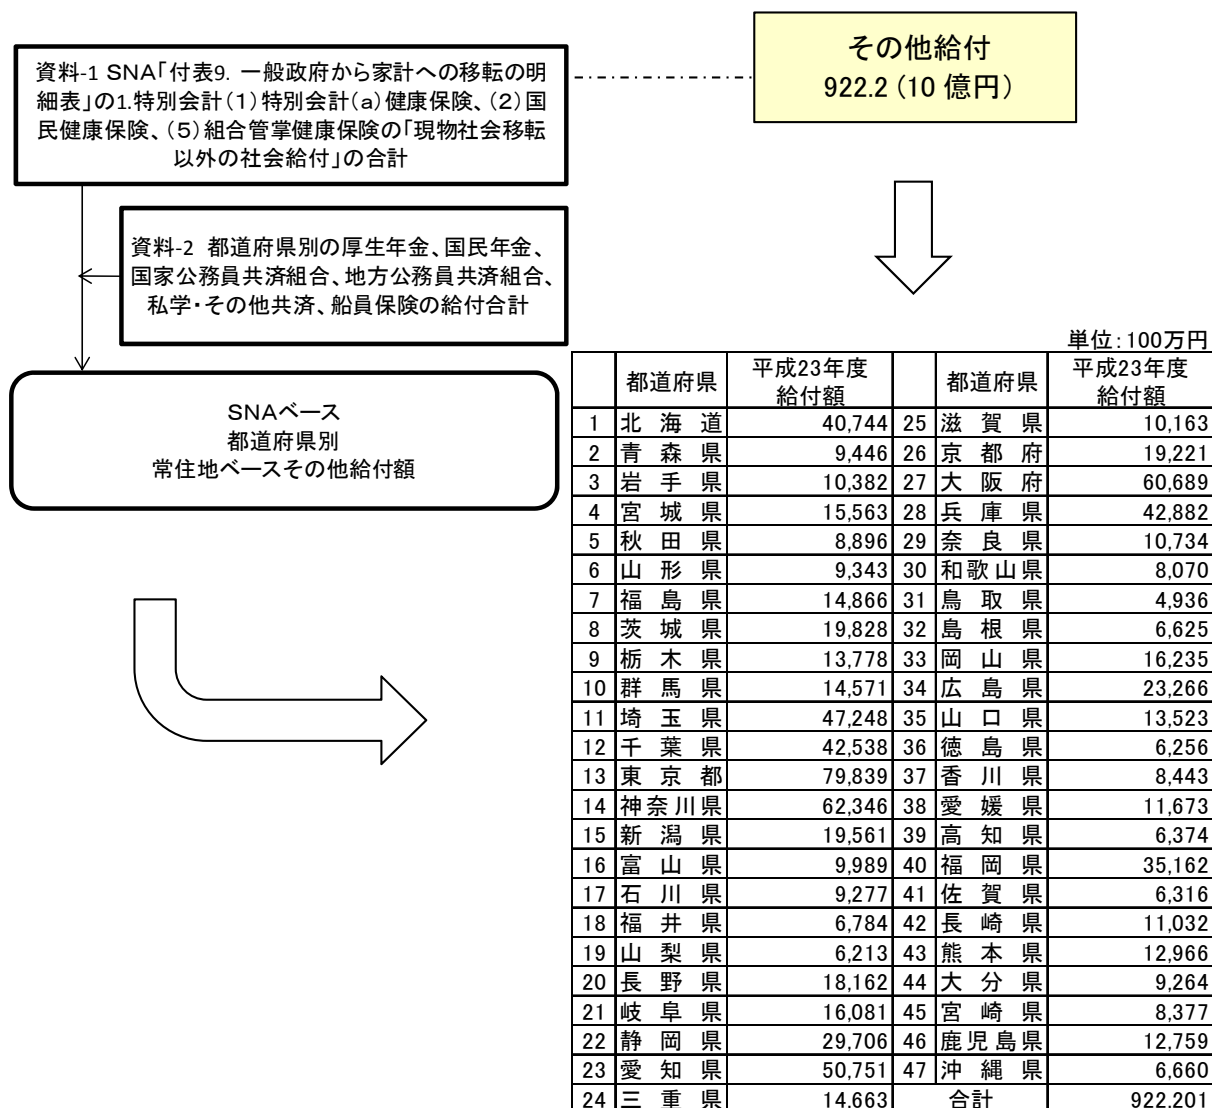 その他給付
922.2（10 億円）
資料-1 SNA「付表9. 一般政府から家計への移転の明
細表」の1.特別会計（1）特別会計（a）健康保険、（2）国
民健康保険、（5）組合管掌健康保険の「現物社会移転
以外の社会給付」の合計
資料-2 都道府県別の厚生年金、国民年金、
国家公務員共済組合、地方公務員共済組合、
私学・その他共済、船員保険の給付合計
SNAベース
都道府県別
常住地ベースその他給付額
単位：100万円
都道府県 平成23年度 給付額 都道府県 平成23年度 給付額
1 北海道 40,744 25 滋賀県 10,163
2 青森県 9,446 26 京都府 19,221
3 岩手県 10,382 27 大阪府 60,689
4 宮城県 15,563 28 兵庫県 42,882
5 秋田県 8,896 29 奈良県 10,734
6 山形県 9,343 30 和歌山県 8,070
7 福島県 14,866 31 鳥取県 4,936
8 茨城県 19,828 32 島根県 6,625
9 栃木県 13,778 33 岡山県 16,235
10 群馬県 14,571 34 広島県 23,266
11 埼玉県 47,248 35 山口県 13,523
12 千葉県 42,538 36 徳島県 6,256
13 東京都 79,839 37 香川県 8,443
14 神奈川県 62,346 38 愛媛県 11,673
15 新潟県 19,561 39 高知県 6,374
16 富山県 9,989 40 福岡県 35,162
17 石川県 9,277 41 佐賀県 6,316
18 福井県 6,784 42 長崎県 11,032
19 山梨県 6,213 43 熊本県 12,966
20 長野県 18,162 44 大分県 9,264
21 岐阜県 16,081 45 宮崎県 8,377
22 静岡県 29,706 46 鹿児島県 12,759
23 愛知県 50,751 47 沖縄県 6,660
24 三重県 14,663 合計 922,201